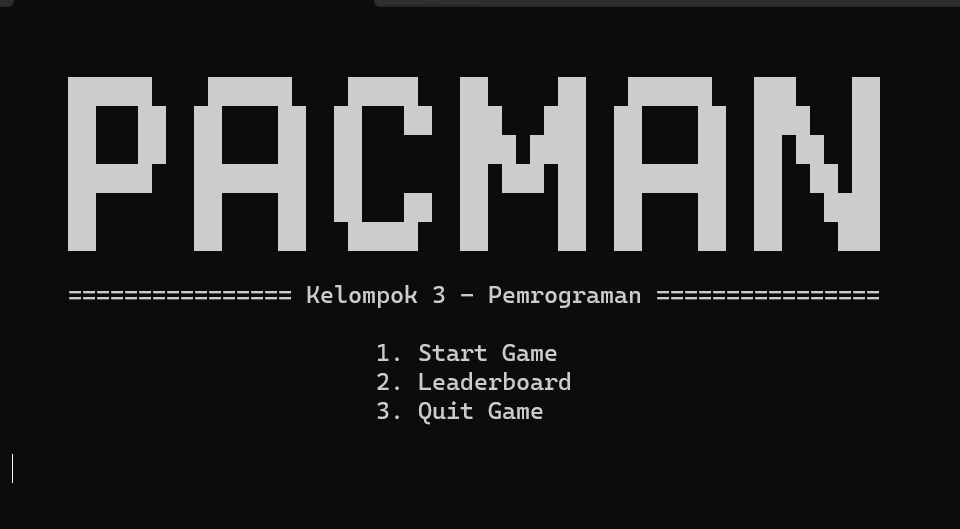 PACMAN
================ Kelompok 3 - Pemrograman ================
1. Start Game
2. Leaderboard
3. Quit Game